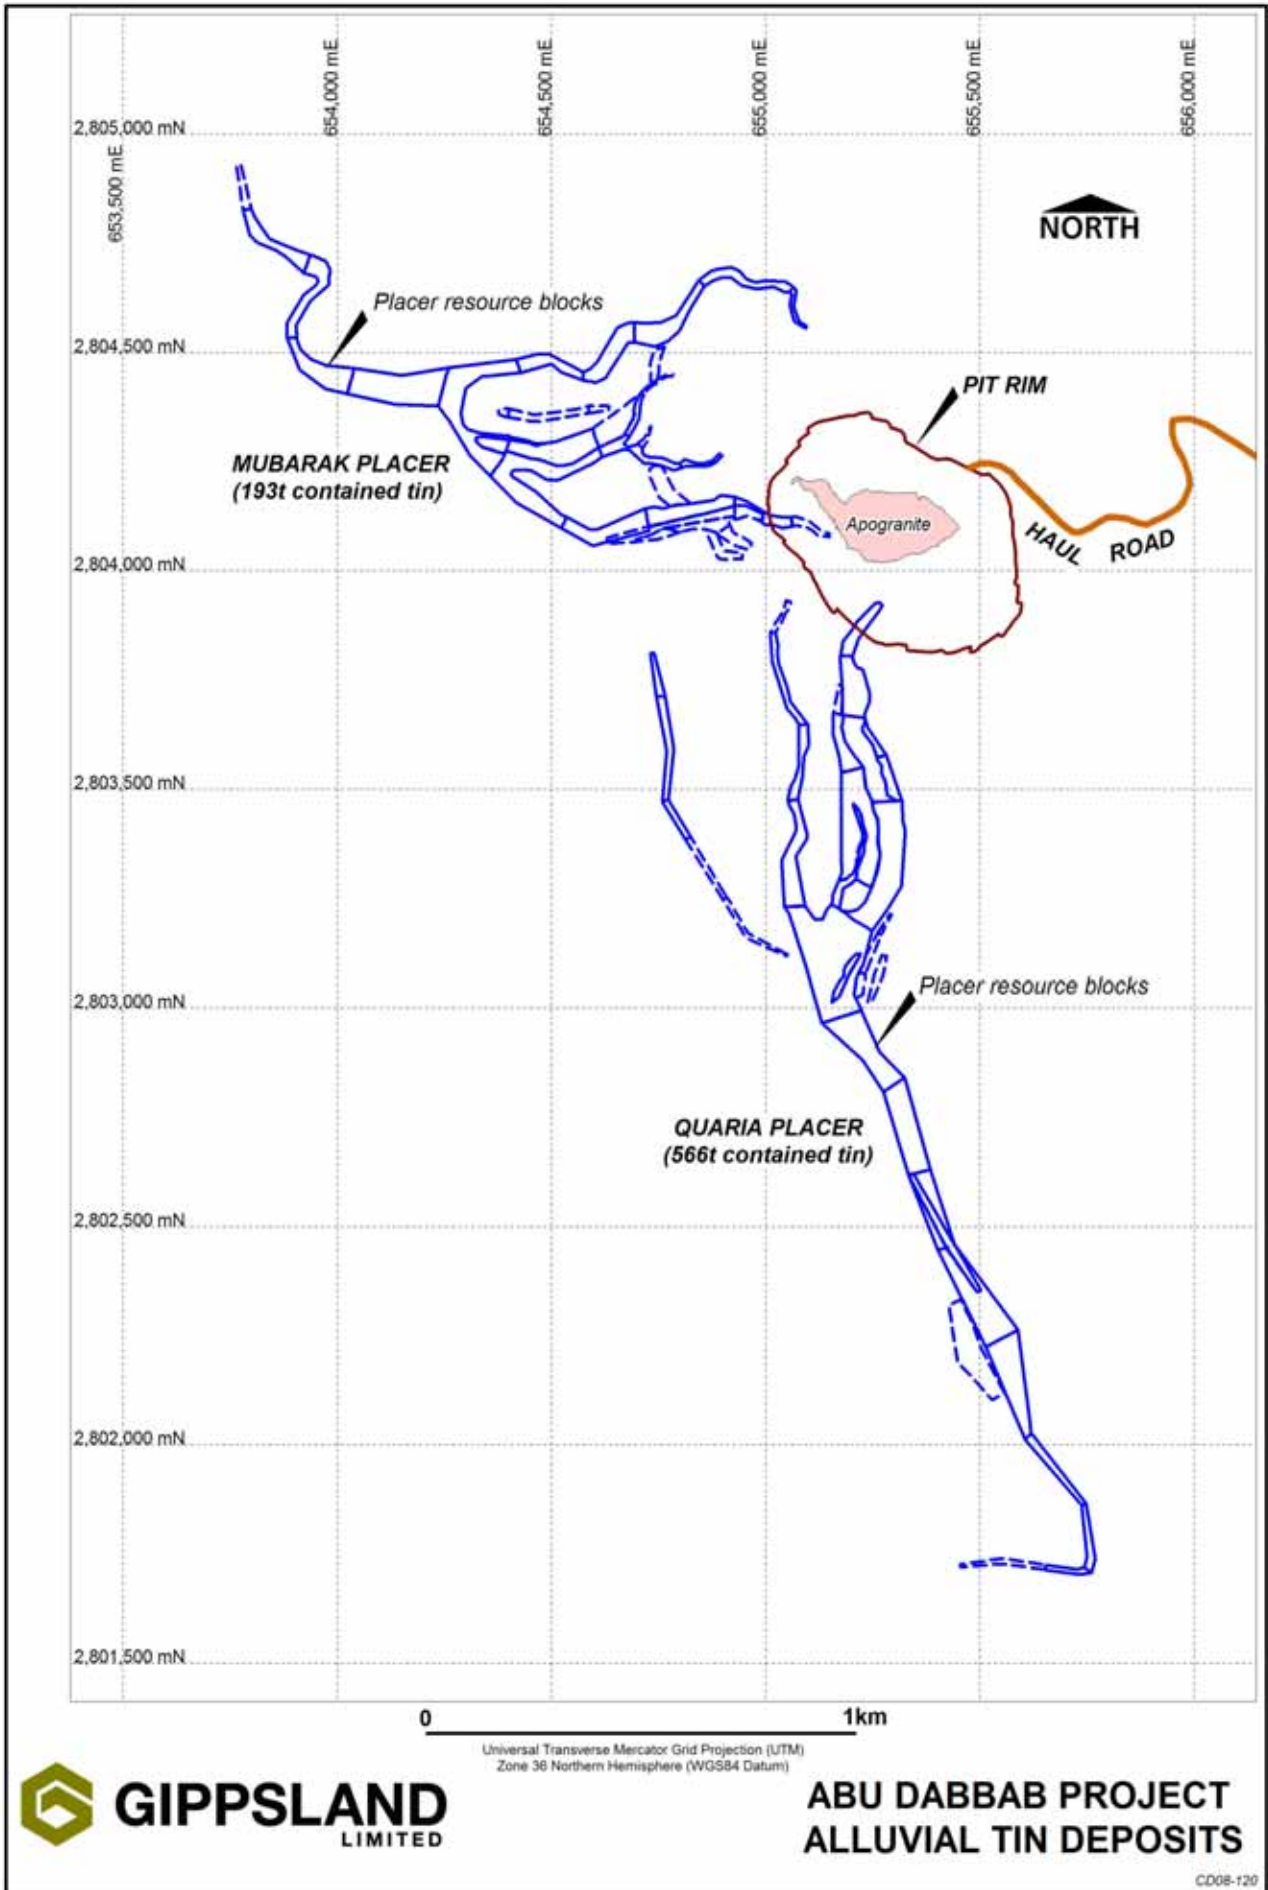 654,000 mE
654,500 mE
655,000 mE
655,500 mE
656,000 mE
2,805,000 mN
653,500 mE
NORTH
Placer resource blocks
2,804,500 mN
PIT RIM
MUBARAK PLACER
(193t contained tin)
Apogranite
HAUL ROAD
2,804,000 mN
2,803,500 mN
2,803,000 mN
Placer resource blocks
QUARIA PLACER
(566t contained tin)
2,802,500 mN
2,802,000 mN
2,801,500 mN
0 1km
Universal Transverse Mercator Grid Projection (UTM)
Zone 36 Northern Hemisphere (WGS84 Datum)
GIPPSLAND
LIMITED
ABU DABBAB PROJECT
ALLUVIAL TIN DEPOSITS
CD08-120